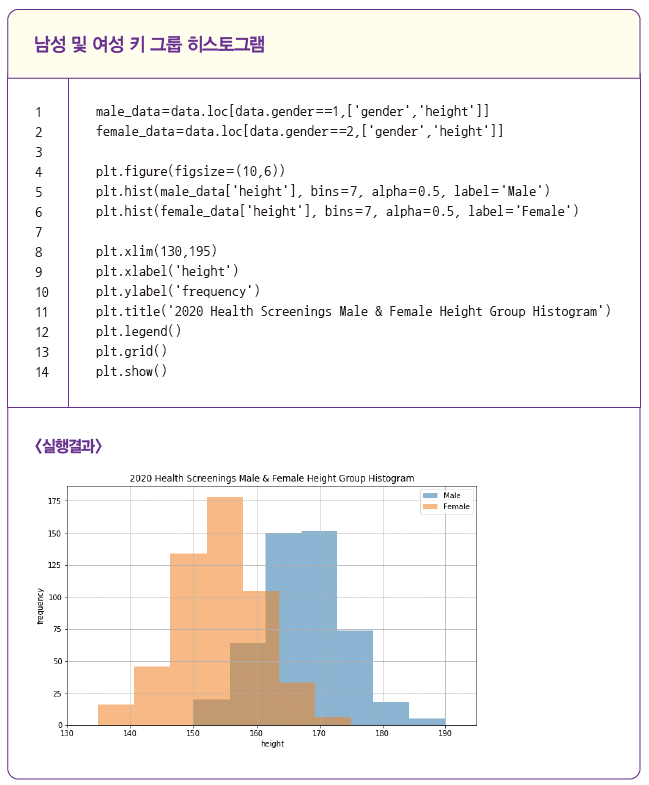 남성 및 여성 키 그룹 히스토그램
1 male_data=data.loc[data.gender==1,['gender','height']]
2 female_data=data.loc[data.gender==2,['gender','height']]
3
4 plt.figure(figsize=(10,6))
5 plt.hist(male_data['height'], bins=7, alpha=0.5, label='Male')
6 plt.hist(female_data['height'], bins=7, alpha=0.5, label='Female')
7
8 plt.xlim(130,195)
9 plt.xlabel('height')
10 plt.ylabel('frequency')
11 plt.title('2020 Health Screenings Male & Female Height Group Histogram')
12 plt.legend()
13 plt.grid()
14 plt.show()
〈실행결과〉
2020 Health Screenings Male & Female Height Group Histogram
Male
Female
175
150
125
100
75
50
25
0
frequency
130 140 150 160 170 180 190
height